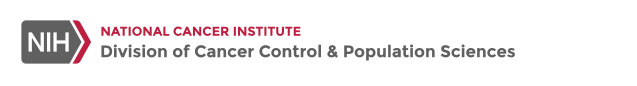 NIH
NATIONAL CANCER INSTITUTE
Division of Cancer Control & Population Sciences